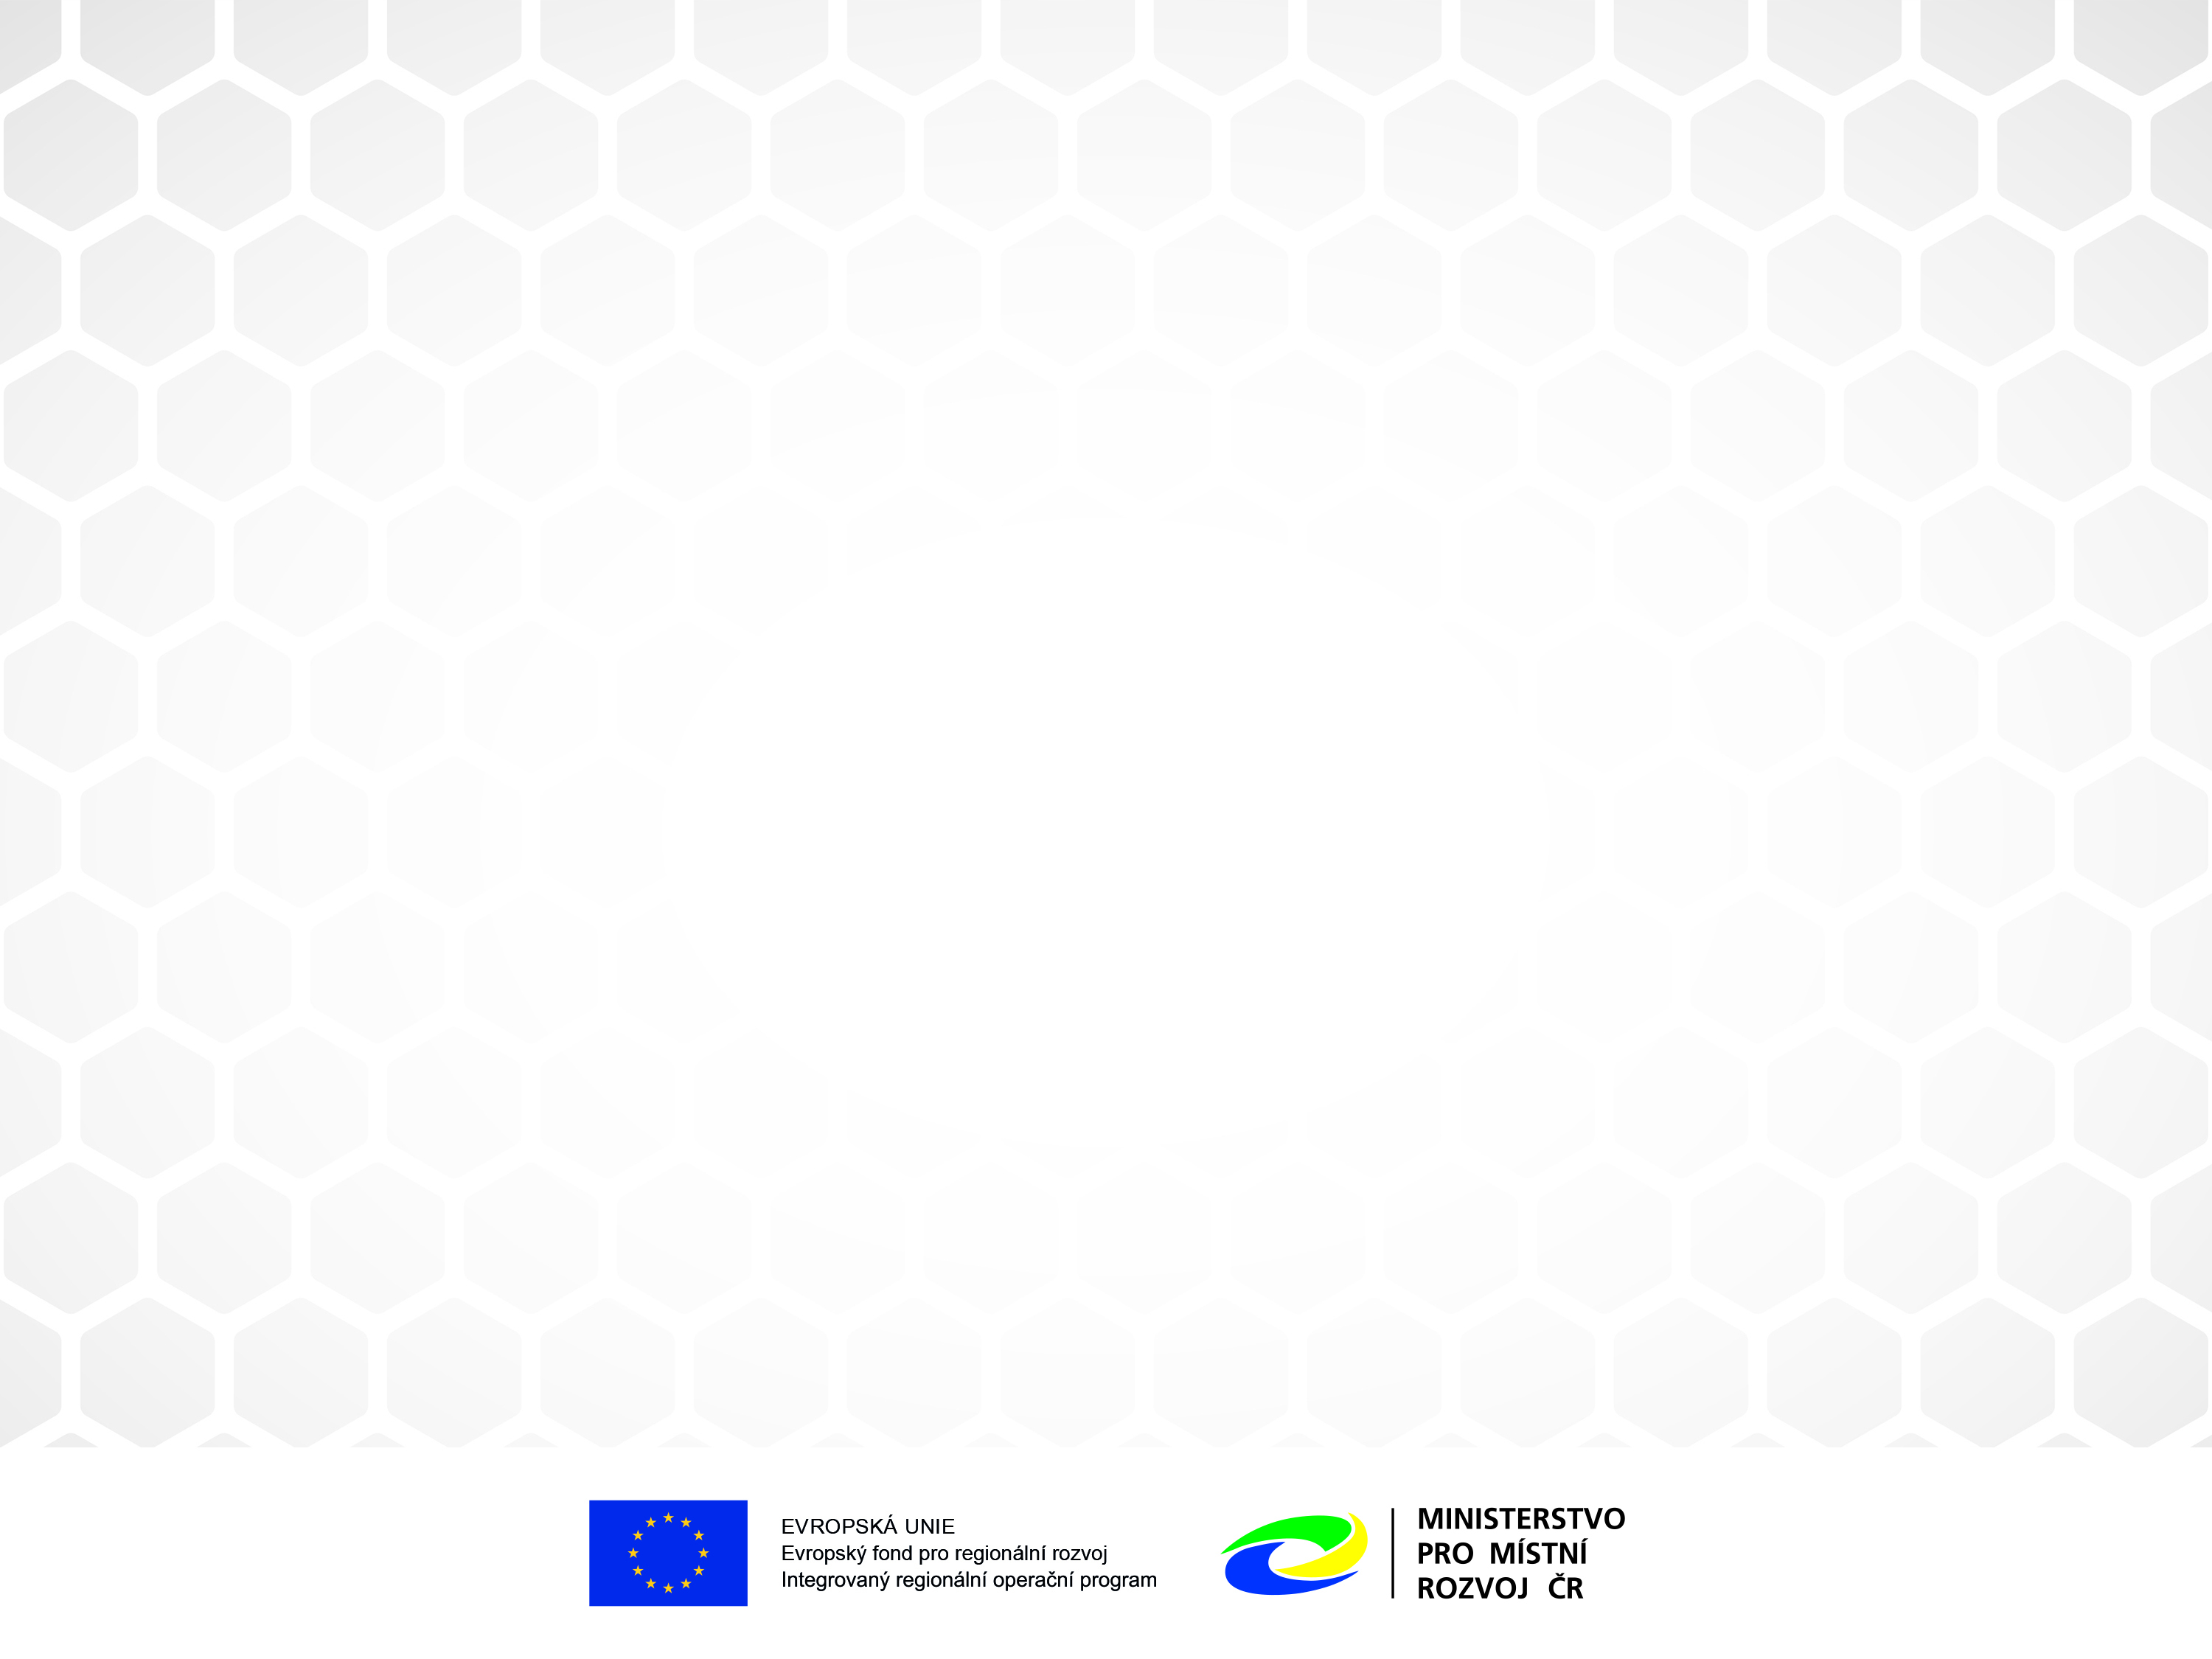 EVROPSKÁ UNIE
Evropský fond pro regionální rozvoj
Integrovaný regionální operační program
MINISTERSTVO
PRO MÍSTNÍ
ROZVOJ ČR